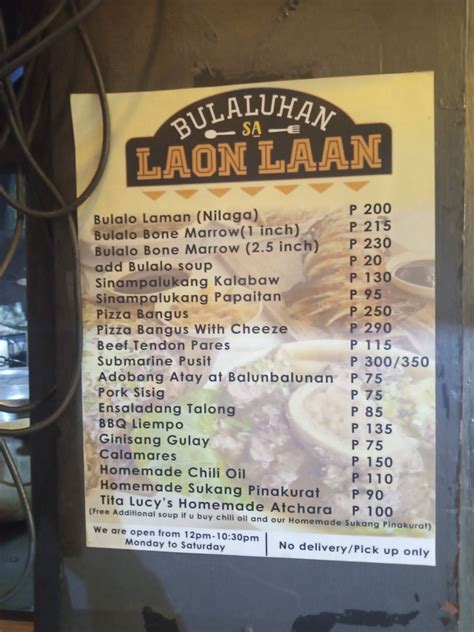 BULALUHAN
SA
LAON LAAN
Bulalo Laman (Nilaga) P 200
Bulalo Bone Marrow(1 inch) P 215
Bulalo Bone Marrow (2.5 inch) P 230
add Bulalo soup P 20
Sinampalukang Kalabaw P 130
Sinampalukang Papaitan P 95
Pizza Bangus P 250
Pizza Bangus With Cheeze P 290
Beef Tendon Pares P 115
Submarine Pusit P 300/350
Adobang Atay at Balunbalunan P 75
Pork Sisig P 75
Ensaladang Talong P 85
BBQ Liempo P 135
Ginisang Gulay P 75
Calamares P 150
Homemade Chili Oil P 110
Homemade Sukang Pinakurat P 90
Tita Lucy's Homemade Atchara P 100
(Free Additional soup if u buy chili oil and our Homemade Sukang Pinakurat)
We are open from 12pm-10:30pm
Monday to Saturday
No delivery/Pick up only